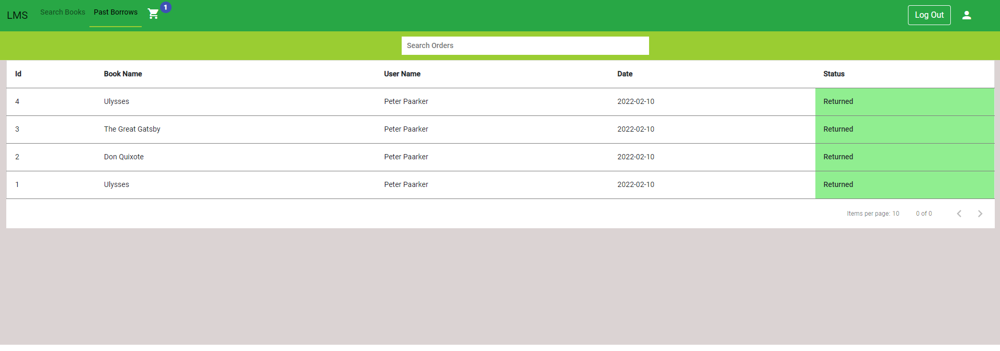 LMS Search Books Past Borrows 1 Log Out
Search Orders
Id Book Name User Name Date Status
4 Ulysses Peter Paarker 2022-02-10 Returned
3 The Great Gatsby Peter Paarker 2022-02-10 Returned
2 Don Quixote Peter Paarker 2022-02-10 Returned
1 Ulysses Peter Paarker 2022-02-10 Returned
Items per page: 10 0 of 0